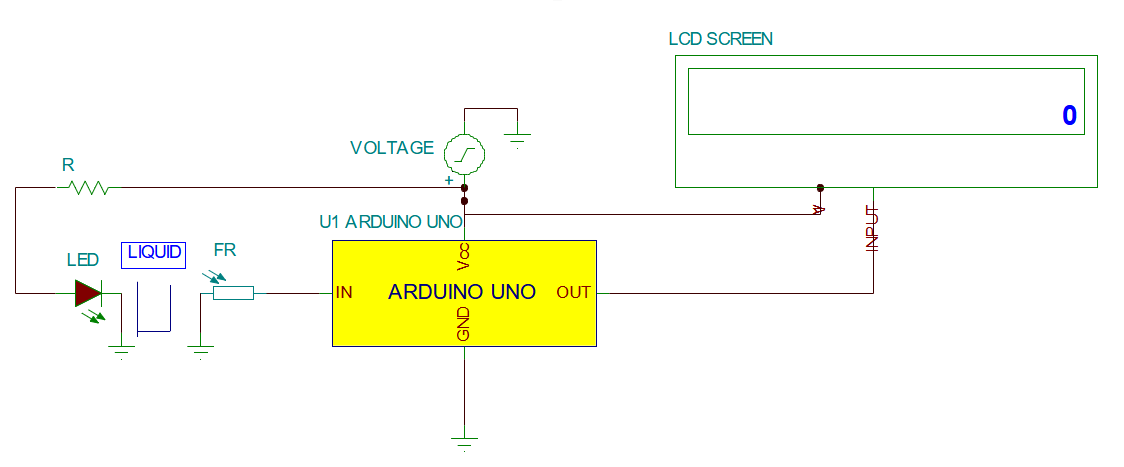 LCD SCREEN
0
VOLTAGE
+
R
U1 ARDUINO UNO
INPUT
LED
LIQUID
FR
Vcc
IN
ARDUINO UNO
OUT
GND